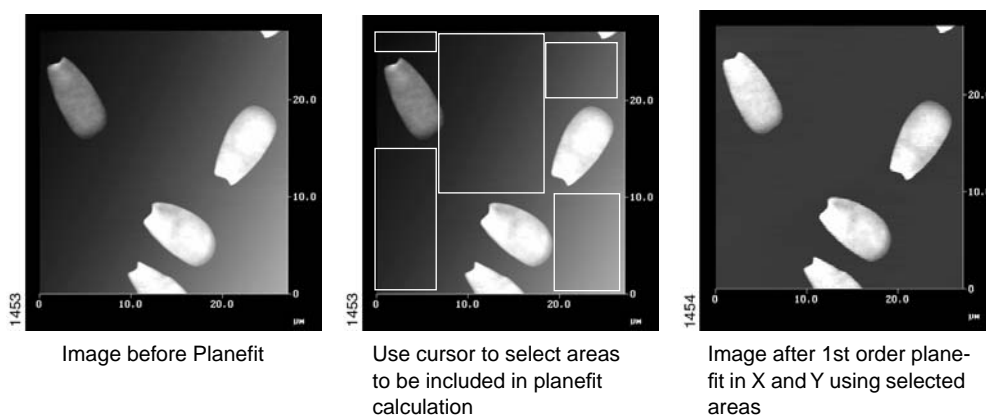 20.0
10.0
0
0
10.0
20.0
µm
1453
Image before Planefit
20.0
10.0
0
0
10.0
20.0
µm
1453
Use cursor to select areas
to be included in planefit
calculation
20.0
10.0
0
0
10.0
20.0
µm
1454
Image after 1st order plane-
fit in X and Y using selected
areas